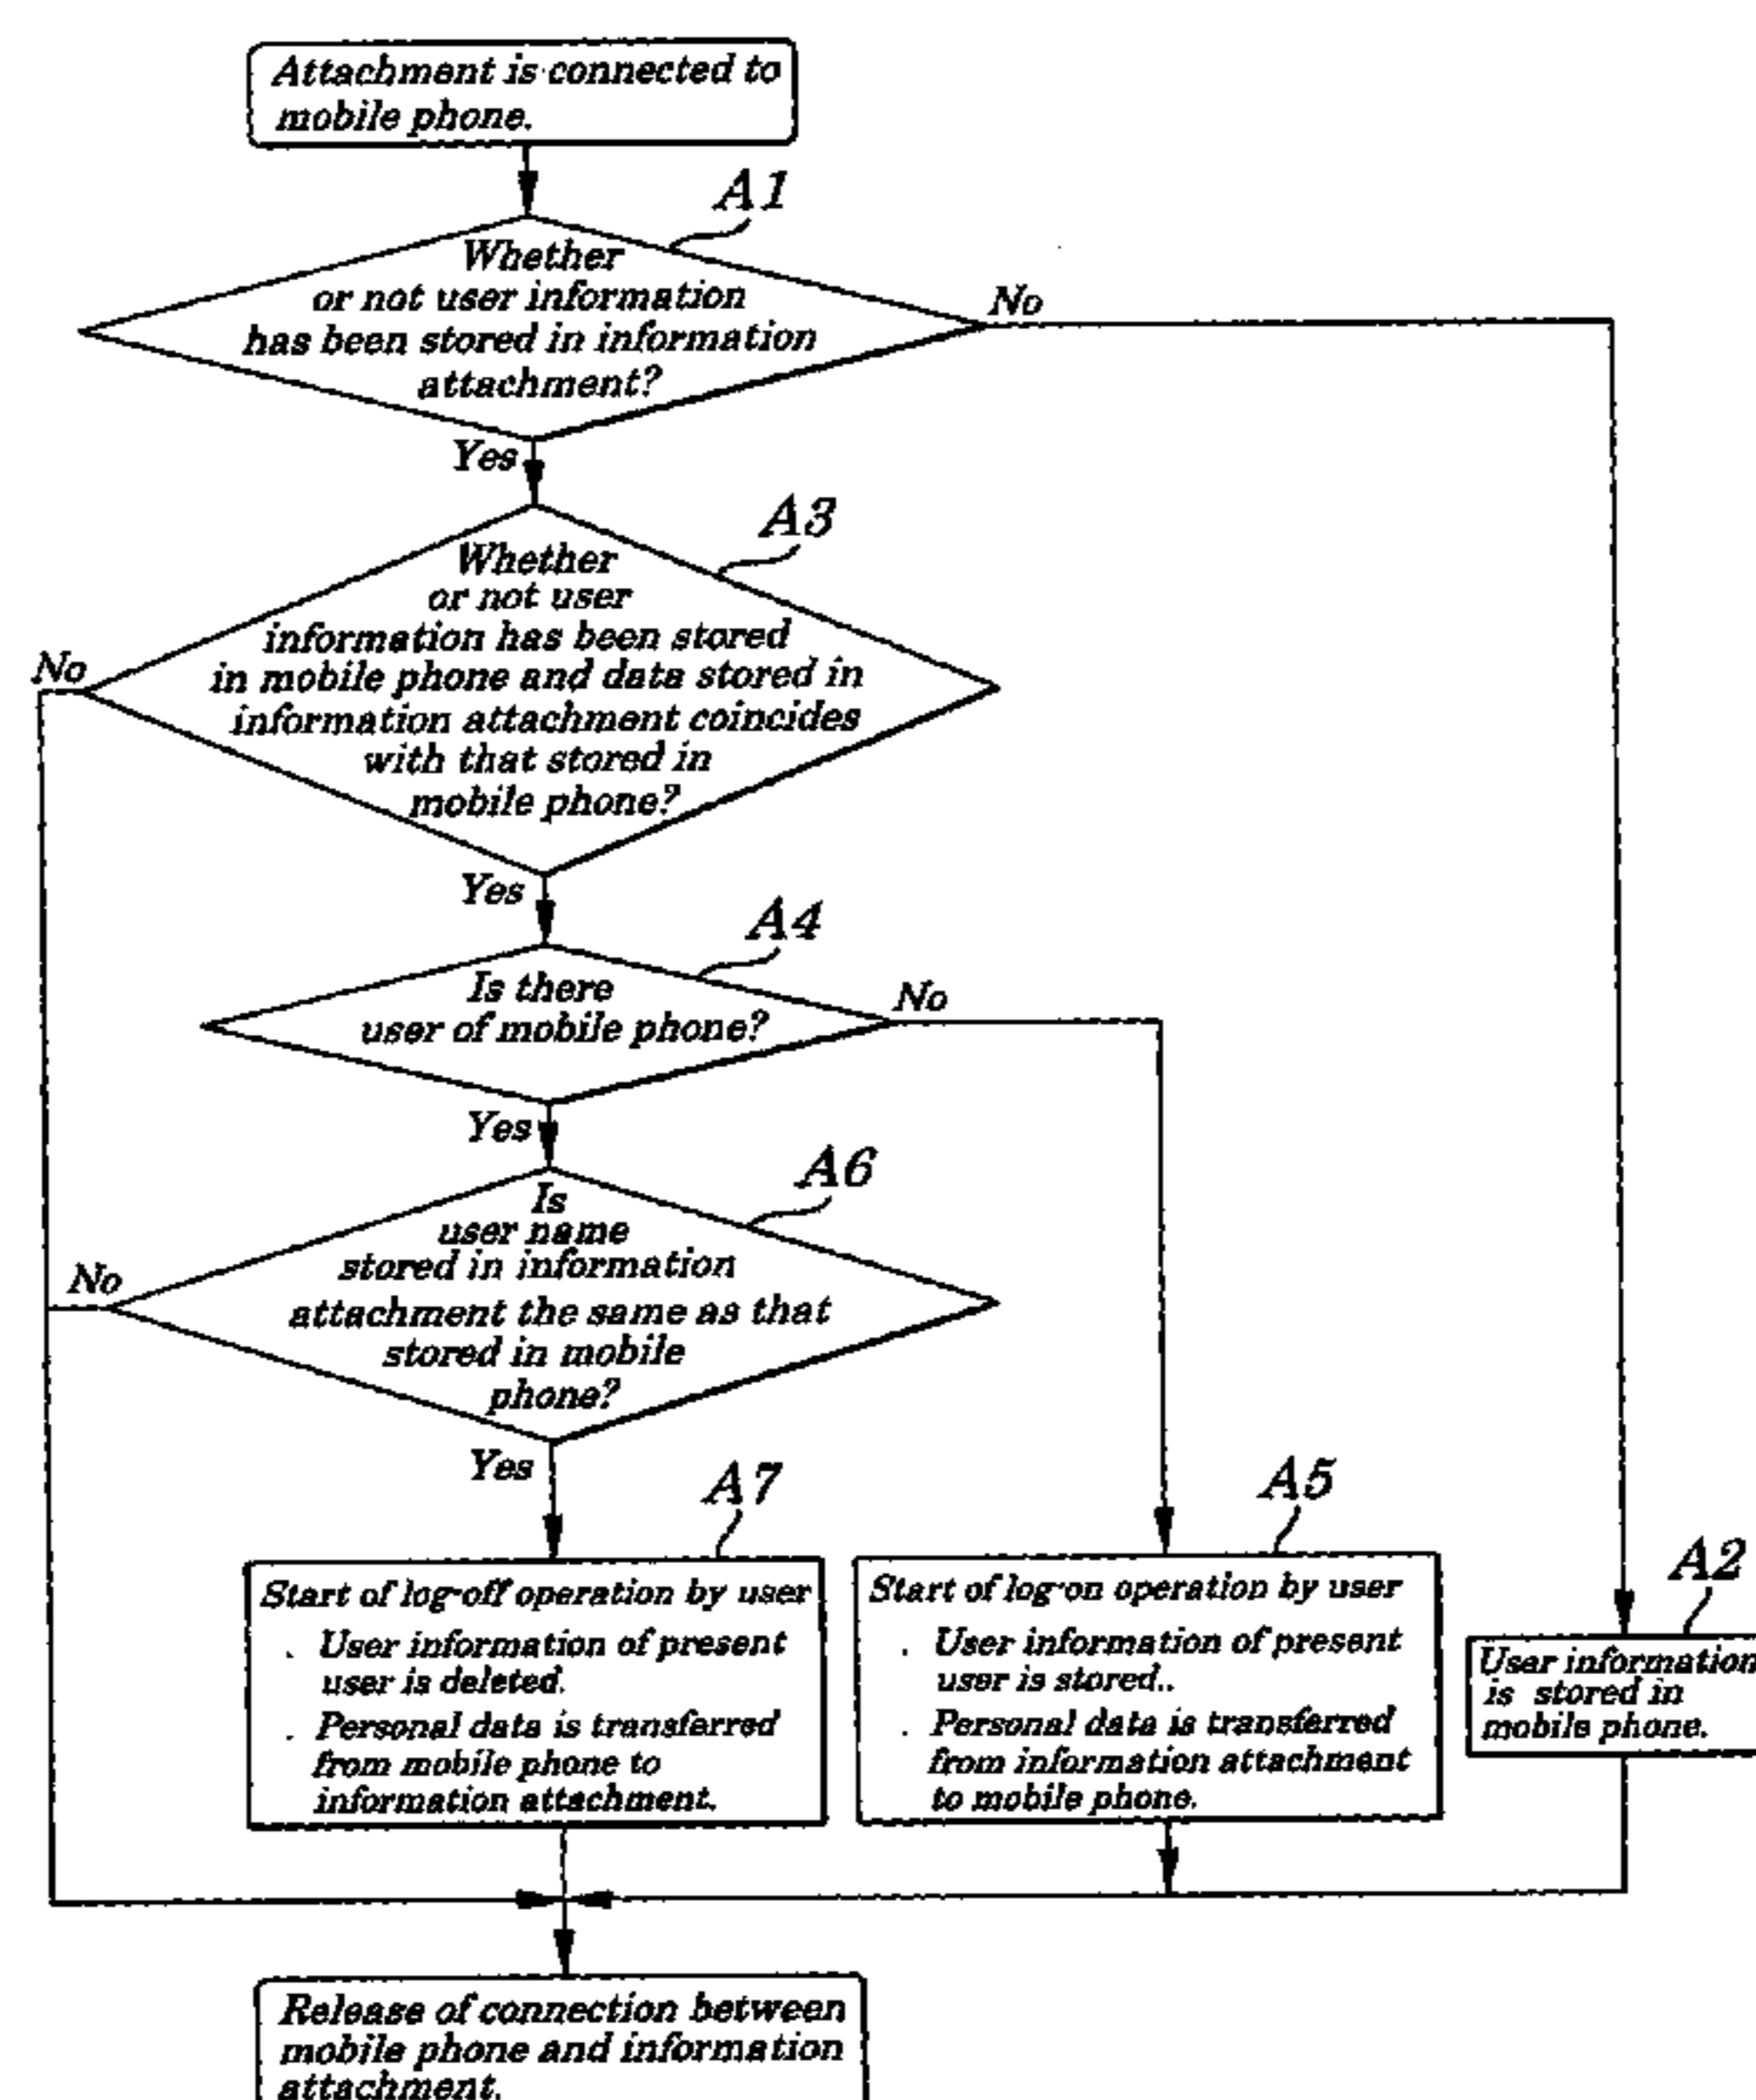 Attachment is connected to
mobile phone.
A1
Whether
or not user information
has been stored in information
attachment?
No
Yes
A3
Whether
or not user
information has been stored
in mobile phone and data stored in
information attachment coincides
with that stored in
mobile phone?
No
Yes
A4
Is there
user of mobile phone?
No
Yes
A6
Is
user name
stored in information
attachment the same as that
stored in mobile
phone?
No
Yes
A7
Start of log-off operation by user
. User information of present
user is deleted.
. Personal data is transferred
from mobile phone to
information attachment.
A5
Start of log-on operation by user
. User information of present
user is stored..
. Personal data is transferred
from information attachment
to mobile phone.
A2
User information
is stored in
mobile phone.
Release of connection between
mobile phone and information
attachment.